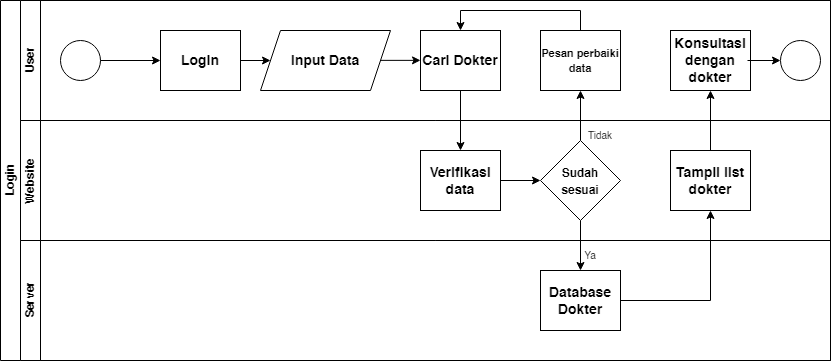 Login
User
Website
Server
LogIn
Input Data
Cari Dokter
Pesan perbaiki
data
Konsultasi
dengan
dokter
Tidak
Verifikasi
data
Sudah
sesuai
Tampil list
dokter
Ya
Database
Dokter